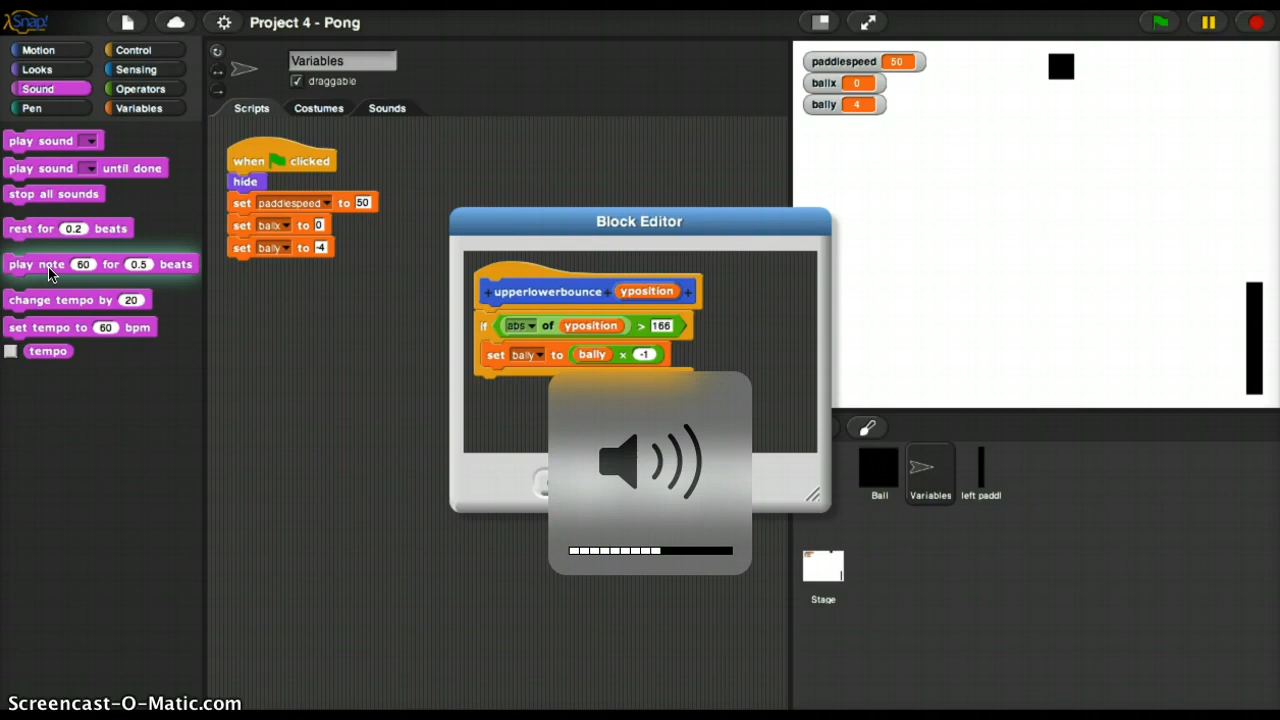 Snap!
Project 4 - Pong
Motion
Control
Looks
Sensing
Sound
Operators
Pen
Variables
play sound
play sound until done
stop all sounds
rest for 0.2 beats
play note 60 for 0.5 beats
change tempo by 20
set tempo to 60 bpm
tempo
Variables
draggable
Scripts
Costumes
Sounds
when clicked
hide
set paddlespeed to 50
set ballx to 0
set bally to -4
Block Editor
upperlowerbounce yposition
if abs of yposition > 166
set bally to bally × -1
paddlespeed 50
ballx 0
bally 4
Ball
Variables
left paddl
Stage
Screencast-O-Matic.com